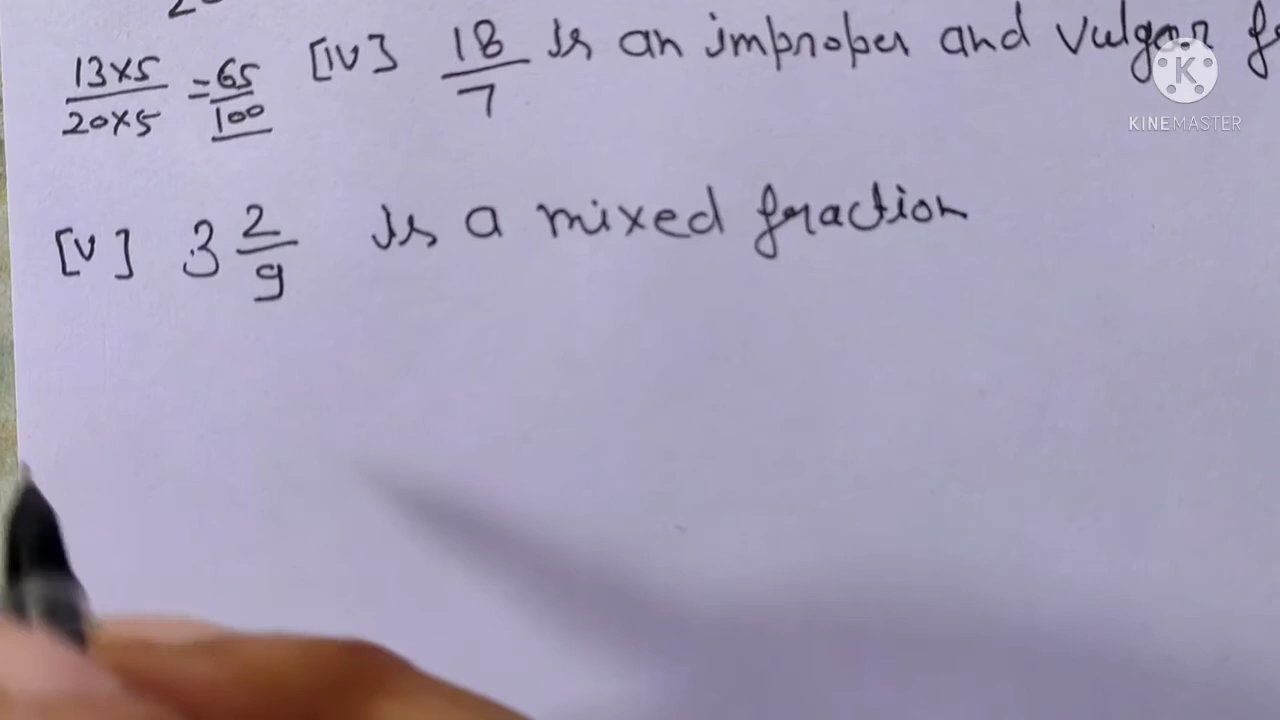 13×5/20×5 = 65/100
[IV] 18/7 is an improper and vulgar
[V] 3 2/9 is a mixed fraction
KINEMASTER